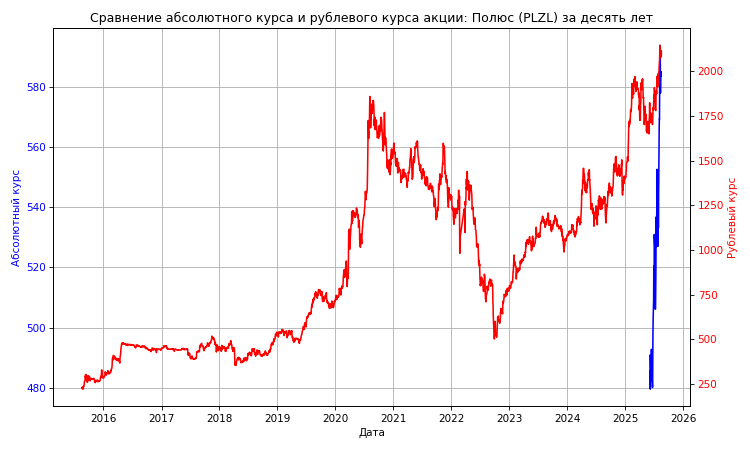 Сравнение абсолютного курса и рублевого курса акции: Полюс (PLZL) за десять лет
Абсолютный курс
580
560
540
520
500
480
2000
1750
1500
1250
1000
750
500
250
Рублевый курс
2016 2017 2018 2019 2020 2021 2022 2023 2024 2025 2026
Дата